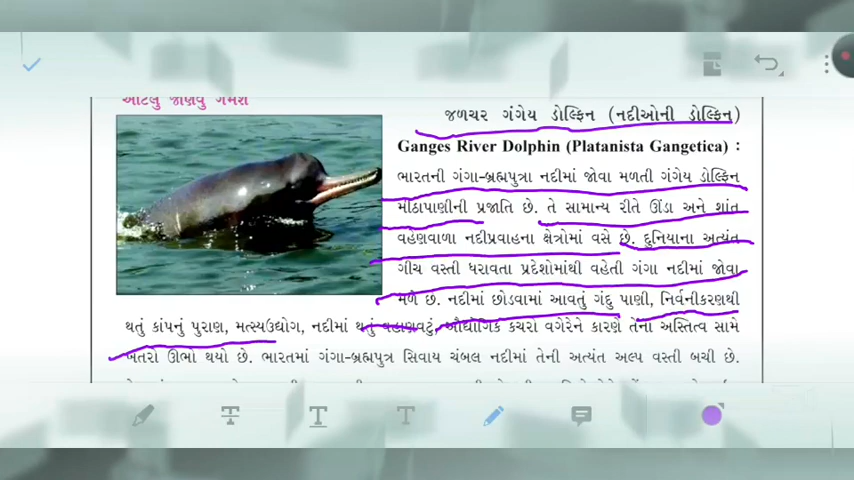 એટલું જાણવું ગમશે
જળચર ગંગેય ડોલ્ફિન (નદીઓની ડોલ્ફિન)
Ganges River Dolphin (Platanista Gangetica) :
ભારતની ગંગા-બ્રહ્મપુત્રા નદીમાં જોવા મળતી ગંગેય ડોલ્ફિન
મીઠાપાણીની પ્રજાતિ છે. તે સામાન્ય રીતે ઊંડા અને શાંત
વહેણવાળા નદીપ્રવાહના ક્ષેત્રોમાં વસે છે. દુનિયાના અત્યંત
ગીચ વસ્તી ધરાવતા પ્રદેશોમાંથી વહેતી ગંગા નદીમાં જોવા
મળે છે. નદીમાં છોડવામાં આવતું ગંદુ પાણી, નિર્વનીકરણથી
થતું કાંપનું પુરાણ, મત્સ્યઉદ્યોગ, નદીમાં થતું વહાણવટું, ઔદ્યોગિક કચરા વગેરેને કારણે તેના અસ્તિત્વ સામે
ખતરો ઊભો થયો છે. ભારતમાં ગંગા-બ્રહ્મપુત્ર સિવાય ચંબલ નદીમાં તેની અત્યંત અલ્પ વસ્તી બચી છે.